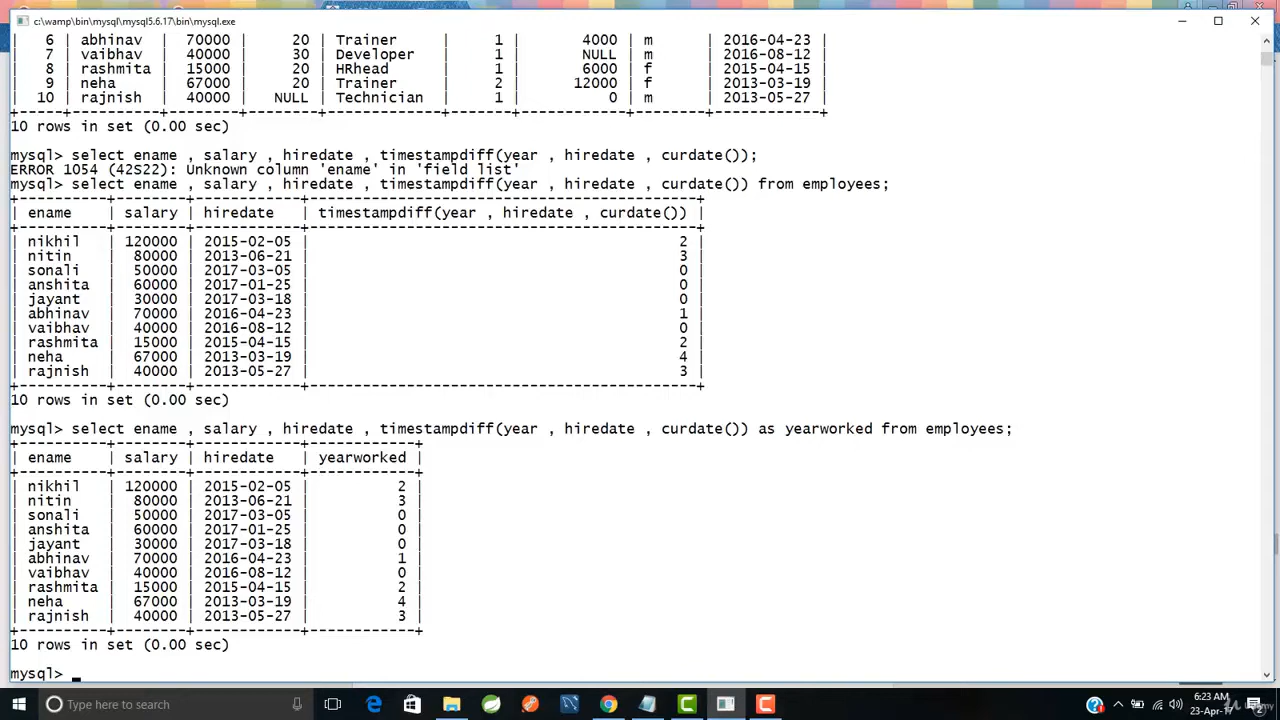 c:\wamp\bin\mysql\mysql5.6.17\bin\mysql.exe
| 6 | abhinav | 70000 | 20 | Trainer | 1 | 4000 | m | 2016-04-23 |
| 7 | vaibhav | 40000 | 30 | Developer | 1 | NULL | m | 2016-08-12 |
| 8 | rashmita | 15000 | 20 | HRhead | 1 | 6000 | f | 2015-04-15 |
| 9 | neha | 67000 | 20 | Trainer | 2 | 12000 | f | 2013-03-19 |
| 10 | rajnish | 40000 | NULL | Technician | 1 | 0 | m | 2013-05-27 |
10 rows in set (0.00 sec)
mysql> select ename , salary , hiredate , timestampdiff(year , hiredate , curdate());
ERROR 1054 (42S22): Unknown column 'ename' in 'field list'
mysql> select ename , salary , hiredate , timestampdiff(year , hiredate , curdate()) from employees;
| ename | salary | hiredate | timestampdiff(year , hiredate , curdate()) |
| nikhil | 120000 | 2015-02-05 | 2 |
| nitin | 80000 | 2013-06-21 | 3 |
| sonali | 50000 | 2017-03-05 | 0 |
| anshita | 60000 | 2017-01-25 | 0 |
| jayant | 30000 | 2017-03-18 | 0 |
| abhinav | 70000 | 2016-04-23 | 1 |
| vaibhav | 40000 | 2016-08-12 | 0 |
| rashmita | 15000 | 2015-04-15 | 2 |
| neha | 67000 | 2013-03-19 | 4 |
| rajnish | 40000 | 2013-05-27 | 3 |
10 rows in set (0.00 sec)
mysql> select ename , salary , hiredate , timestampdiff(year , hiredate , curdate()) as yearworked from employees;
| ename | salary | hiredate | yearworked |
| nikhil | 120000 | 2015-02-05 | 2 |
| nitin | 80000 | 2013-06-21 | 3 |
| sonali | 50000 | 2017-03-05 | 0 |
| anshita | 60000 | 2017-01-25 | 0 |
| jayant | 30000 | 2017-03-18 | 0 |
| abhinav | 70000 | 2016-04-23 | 1 |
| vaibhav | 40000 | 2016-08-12 | 0 |
| rashmita | 15000 | 2015-04-15 | 2 |
| neha | 67000 | 2013-03-19 | 4 |
| rajnish | 40000 | 2013-05-27 | 3 |
10 rows in set (0.00 sec)
mysql> _
Type here to search
6:23 AM
23-Apr-17